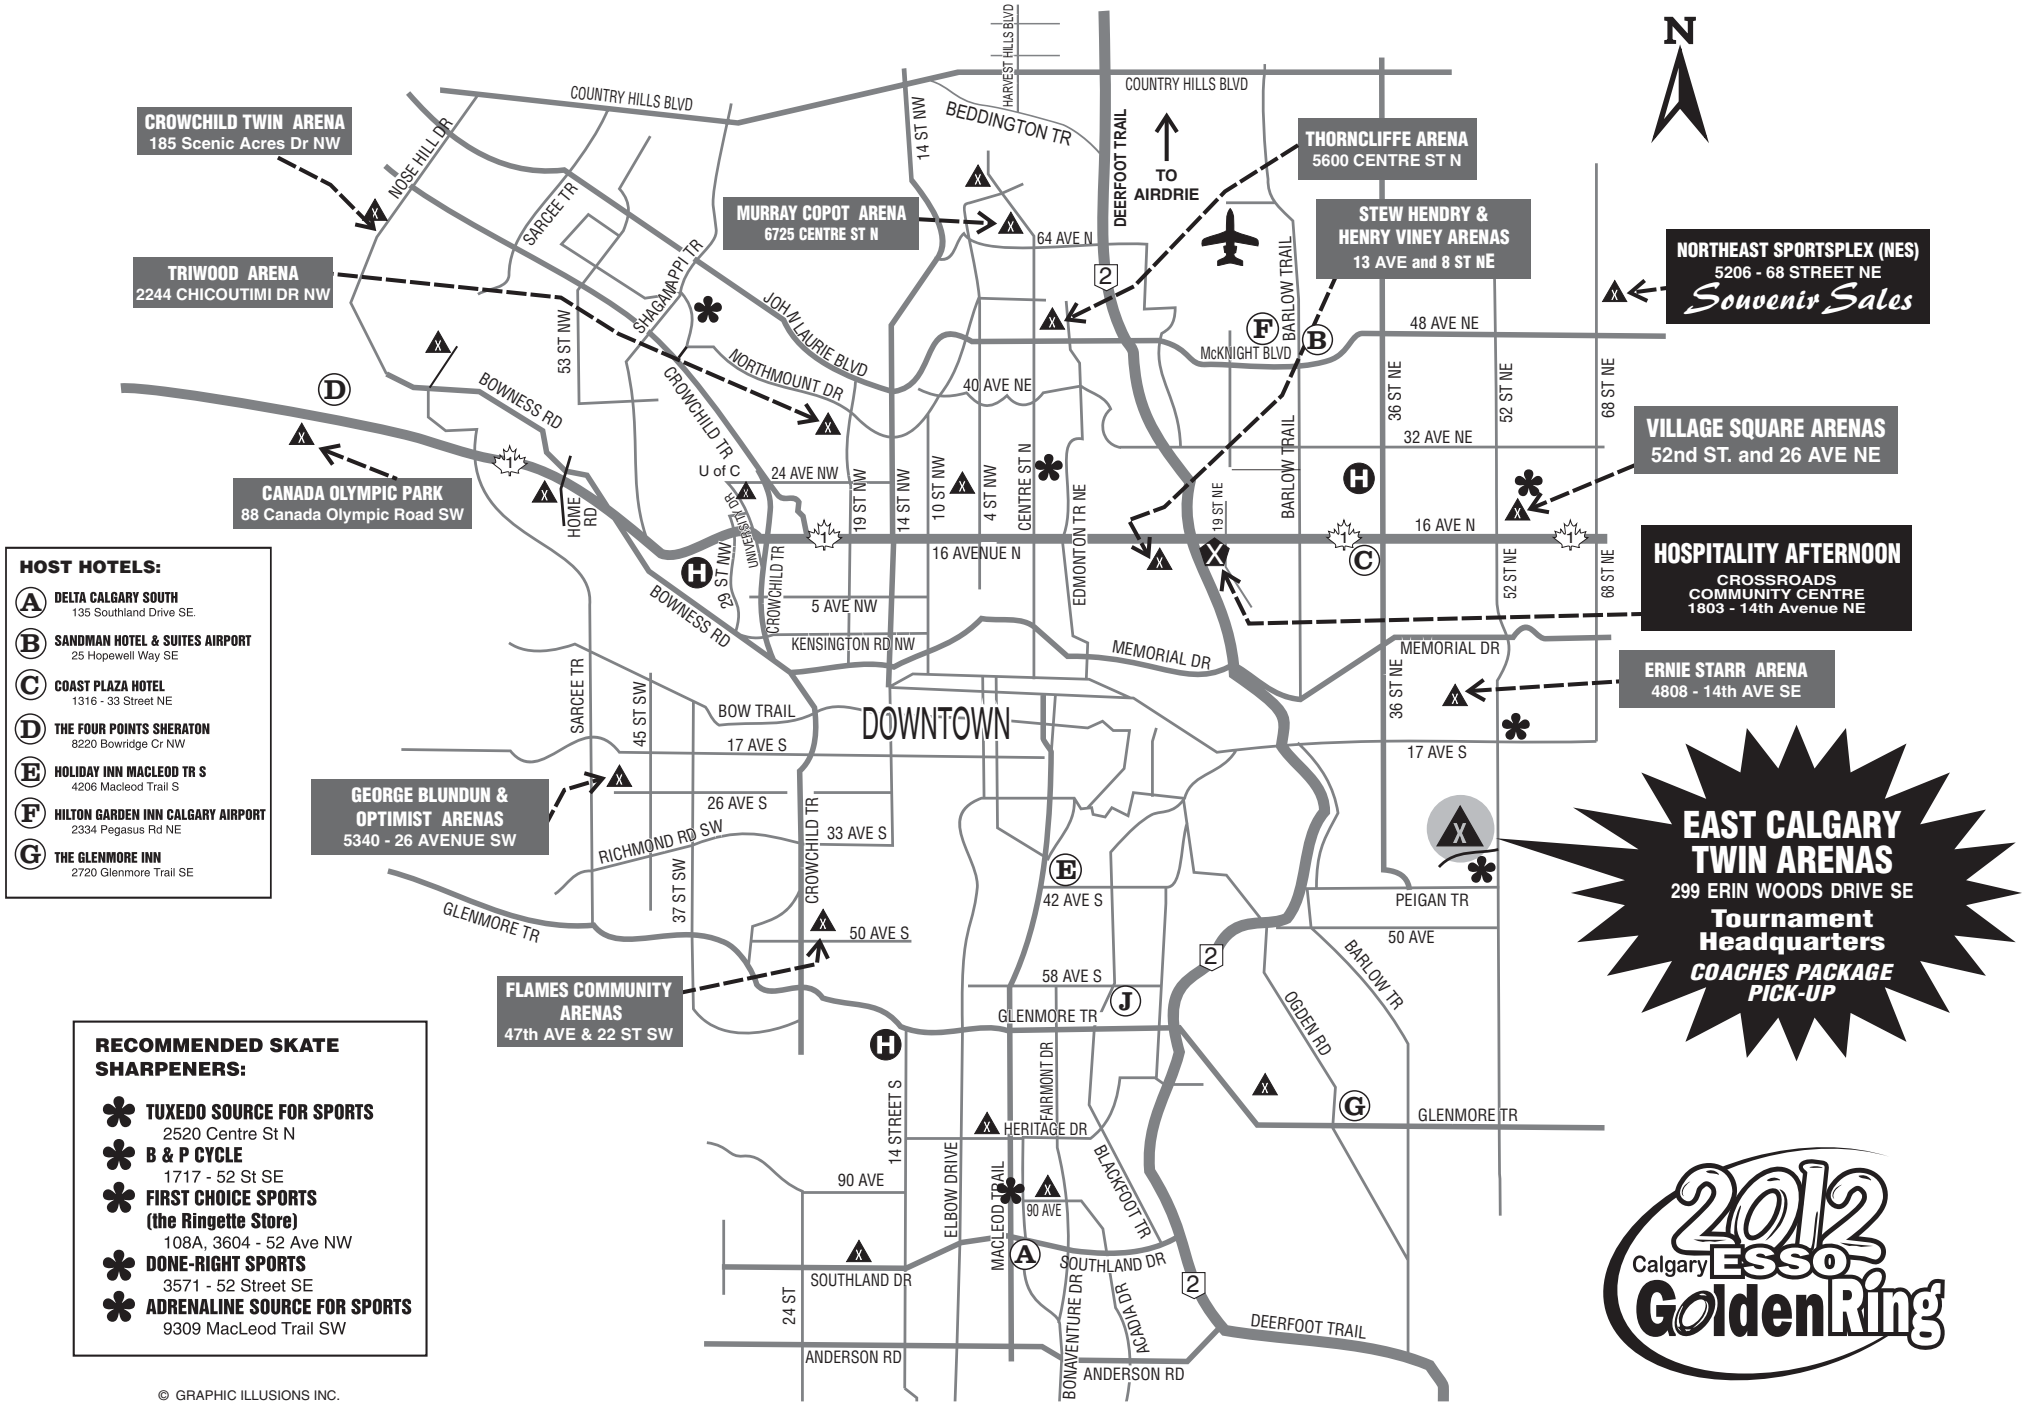 N
COUNTRY HILLS BLVD
COUNTRY HILLS BLVD
HARVEST HILLS BLVD
BEDDINGTON TR
14 ST NW
DEERFOOT TRAIL
TO
AIRDRIE
NOSE HILL DR
SARCEE TR
SHAGANAPPI TR
JOHN LAURIE BLVD
64 AVE N
BARLOW TRAIL
CROWCHILD TWIN ARENA
185 Scenic Acres Dr NW
TRIWOOD ARENA
2244 CHICOUTIMI DR NW
MURRAY COPOT ARENA
6725 CENTRE ST N
THORNCLIFFE ARENA
5600 CENTRE ST N
STEW HENDRY &
HENRY VINEY ARENAS
13 AVE and 8 ST NE
NORTHEAST SPORTSPLEX (NES)
5206 - 68 STREET NE
Souvenir Sales
2
F
B
D
48 AVE NE
McKNIGHT BLVD
53 ST NW
NORTHMOUNT DR
CROWCHILD TR
BOWNESS RD
40 AVE NE
36 ST NE
52 ST NE
68 ST NE
32 AVE NE
VILLAGE SQUARE ARENAS
52nd ST. and 26 AVE NE
CANADA OLYMPIC PARK
88 Canada Olympic Road SW
1
HOME
RD
U of C
24 AVE NW
UNIVERSITY DR
19 ST NW
14 ST NW
10 ST NW
4 ST NW
CENTRE ST N
EDMONTON TR NE
19 ST NE
BARLOW TRAIL
H
16 AVE N
1
1
1
16 AVENUE N
C
X
H
29 ST NW
CROWCHILD TR
52 ST NE
68 ST NE
HOSPITALITY AFTERNOON
CROSSROADS
COMMUNITY CENTRE
1803 - 14th Avenue NE
BOWNESS RD
5 AVE NW
KENSINGTON RD NW
MEMORIAL DR
MEMORIAL DR
36 ST NE
ERNIE STARR ARENA
4808 - 14th AVE SE
HOST HOTELS:
A DELTA CALGARY SOUTH
135 Southland Drive SE.
B SANDMAN HOTEL & SUITES AIRPORT
25 Hopewell Way SE
C COAST PLAZA HOTEL
1316 - 33 Street NE
D THE FOUR POINTS SHERATON
8220 Bowridge Cr NW
E HOLIDAY INN MACLEOD TR S
4206 Macleod Trail S
F HILTON GARDEN INN CALGARY AIRPORT
2334 Pegasus Rd NE
G THE GLENMORE INN
2720 Glenmore Trail SE
SARCEE TR
45 ST SW
BOW TRAIL
DOWNTOWN
17 AVE S
17 AVE S
GEORGE BLUNDUN &
OPTIMIST ARENAS
5340 - 26 AVENUE SW
26 AVE S
RICHMOND RD SW
33 AVE S
37 ST SW
CROWCHILD TR
GLENMORE TR
50 AVE S
E
42 AVE S
PEIGAN TR
50 AVE
2
BARLOW TR
EAST CALGARY
TWIN ARENAS
299 ERIN WOODS DRIVE SE
Tournament
Headquarters
COACHES PACKAGE
PICK-UP
FLAMES COMMUNITY
ARENAS
47th AVE & 22 ST SW
58 AVE S
J
GLENMORE TR
OGDEN RD
H
G
GLENMORE TR
14 STREET S
FAIRMONT DR
HERITAGE DR
ELBOW DRIVE
MACLEOD TRAIL
BLACKFOOT TR
90 AVE
90 AVE
A
SOUTHLAND DR
SOUTHLAND DR
24 ST
BONAVENTURE DR
ACADIA DR
2
DEERFOOT TRAIL
ANDERSON RD
ANDERSON RD
RECOMMENDED SKATE
SHARPENERS:
TUXEDO SOURCE FOR SPORTS
2520 Centre St N
B & P CYCLE
1717 - 52 St SE
FIRST CHOICE SPORTS
(the Ringette Store)
108A, 3604 - 52 Ave NW
DONE-RIGHT SPORTS
3571 - 52 Street SE
ADRENALINE SOURCE FOR SPORTS
9309 MacLeod Trail SW
© GRAPHIC ILLUSIONS INC.
2012
Calgary ESSO
Golden Ring